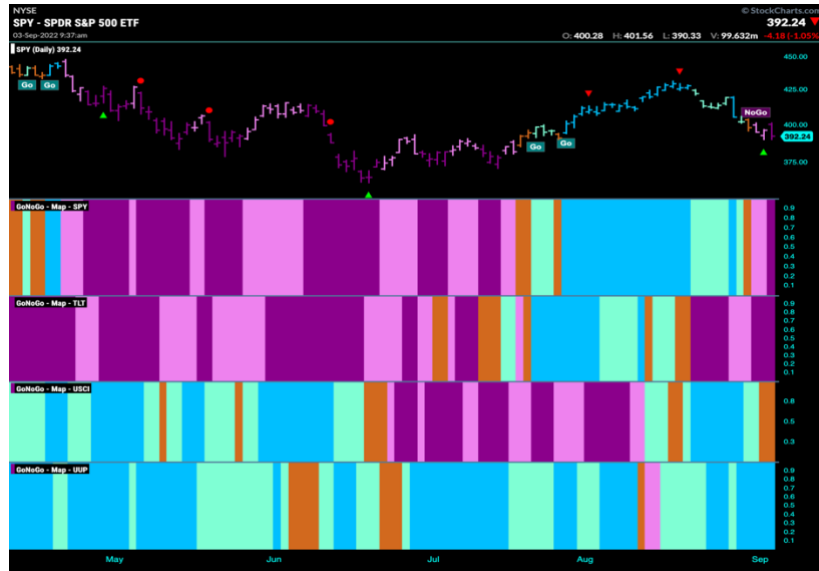 NYSE
© StockCharts.com
SPY - SPDR S&P 500 ETF
392.24
03-Sep-2022 9:37am
O: 400.28 H: 401.56 L: 390.33 V: 99.632m -4.18 (-1.05%)
SPY (Daily) 392.24
450.00
Go Go
425.00
NoGo
400.00
392.24
Go Go
375.00
GoNoGo - Map - SPY
0.9
0.8
0.7
0.6
0.5
0.4
0.3
0.2
0.1
GoNoGo - Map - TLT
0.9
0.8
0.7
0.6
0.5
0.4
0.3
0.2
0.1
GoNoGo - Map - USCI
0.8
0.5
0.3
GoNoGo - Map - UUP
0.9
0.8
0.7
0.6
0.5
0.4
0.3
0.2
0.1
May Jun Jul Aug Sep